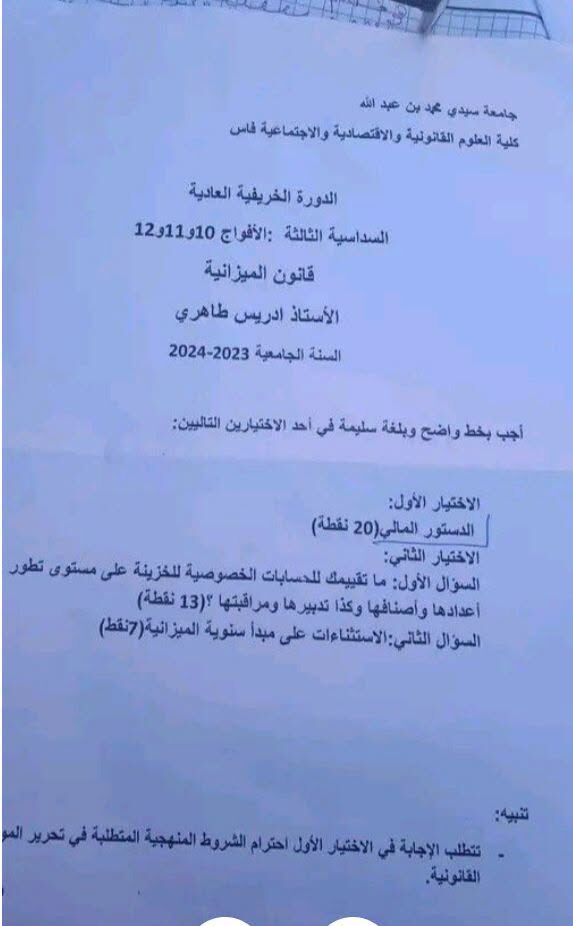 جامعة سيدي محمد بن عبد الله
كلية العلوم القانونية والاقتصادية والاجتماعية فاس
الدورة الخريفية العادية
السداسية الثالثة :الأفواج 10و11و12
قانون الميزانية
الأستاذ ادريس طاهري
السنة الجامعية 2023-2024
أجب بخط واضح وبلغة سليمة في أحد الاختيارين التاليين:
الاختيار الأول:
الدستور المالي(20 نقطة)
الاختيار الثاني:
السؤال الأول: ما تقييمك للحسابات الخصوصية للخزينة على مستوى تطور
أعدادها وأصنافها وكذا تدبيرها ومراقبتها ؟(13 نقطة)
السؤال الثاني:الاستثناءات على مبدأ سنوية الميزانية(7نقط)
تنبيه:
- تتطلب الإجابة في الاختيار الأول احترام الشروط المنهجية المتطلبة في تحرير
القانونية.